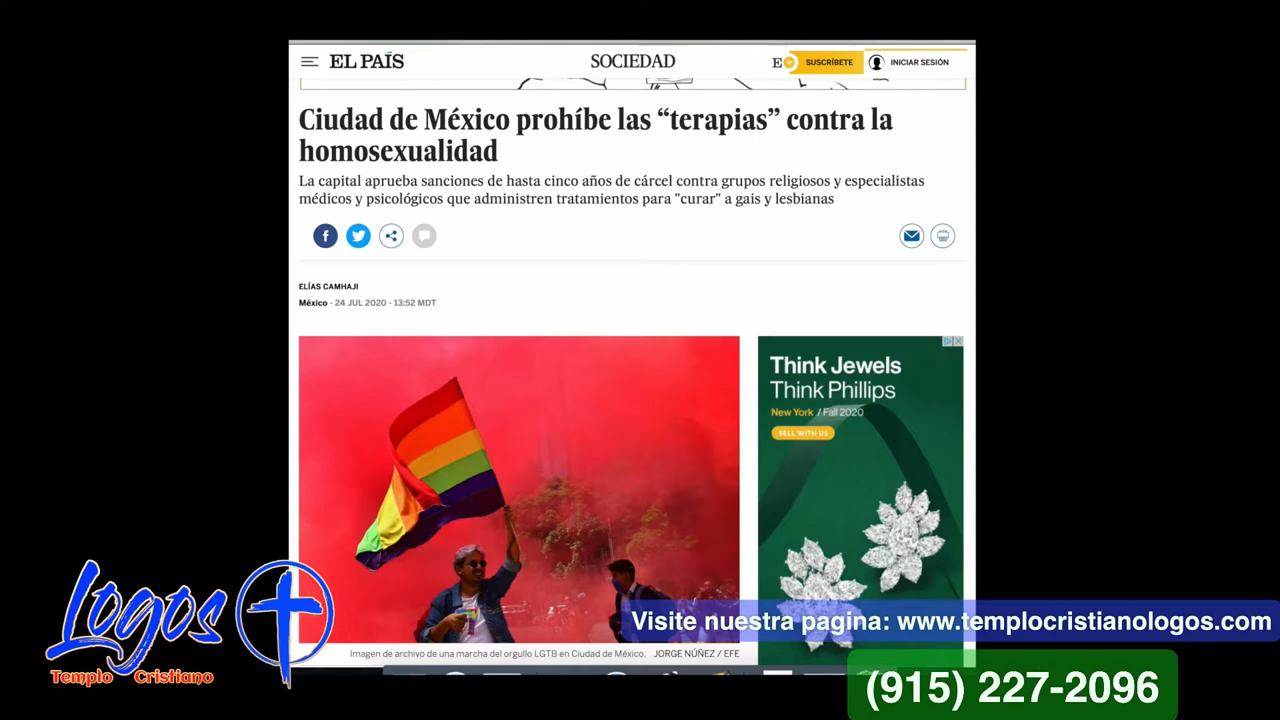 EL PAÍS
SOCIEDAD
E+
SUSCRÍBETE
INICIAR SESIÓN
Ciudad de México prohíbe las “terapias” contra la
homosexualidad
La capital aprueba sanciones de hasta cinco años de cárcel contra grupos religiosos y especialistas
médicos y psicológicos que administren tratamientos para "curar" a gais y lesbianas
ELÍAS CAMHAJI
México - 24 JUL 2020 - 13:52 MDT
Think Jewels
Think Phillips
New York / Fall 2020
SELL WITH US
Imagen de archivo de una marcha del orgullo LGTB en Ciudad de México. JORGE NÚÑEZ / EFE
Logos
Templo Cristiano
Visite nuestra pagina: www.templocristianologos.com
(915) 227-2096